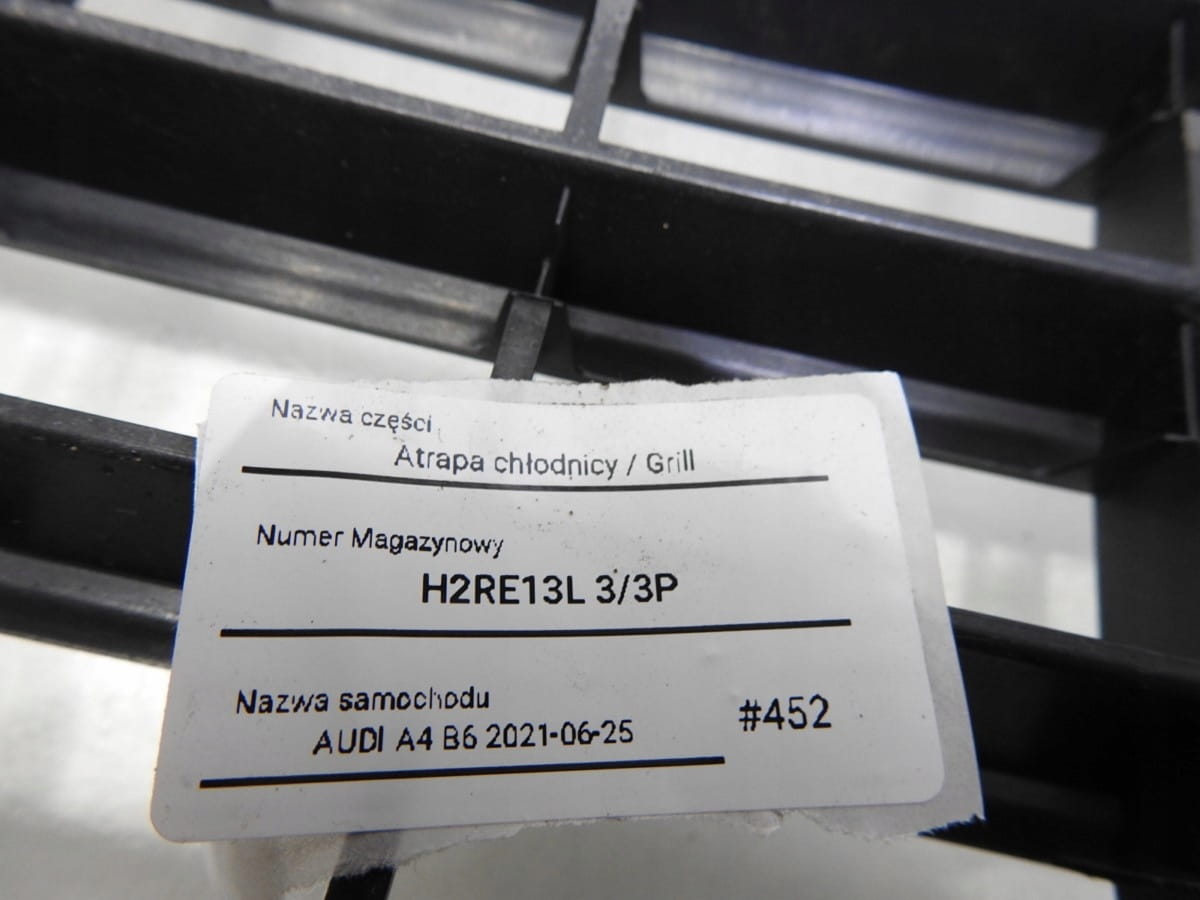 Nazwa części
Atrapa chłodnicy / Grill
Numer Magazynowy
H2RE13L 3/3P
Nazwa samochodu
AUDI A4 B6 2021-06-25
#452